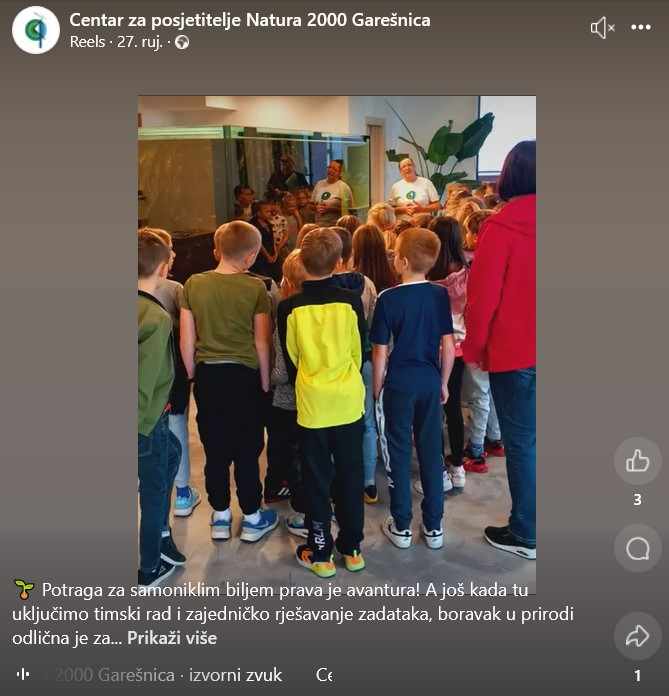 Centar za posjetitelje Natura 2000 Garešnica
Reels · 27. ruj. ·
🌱 Potraga za samoniklim biljem prava je avantura! A još kada tu
uključimo timski rad i zajedničko rješavanje zadataka, boravak u prirodi
odlična je za... Prikaži više
3
1
2000 Garešnica · izvorni zvuk Ce